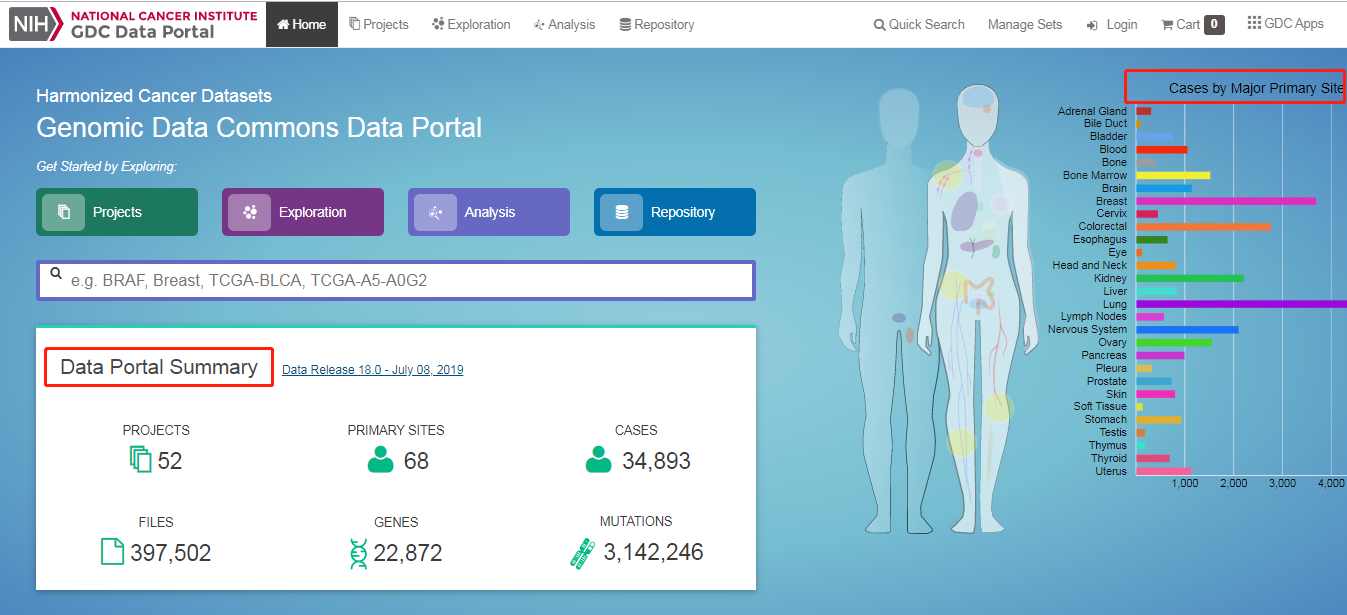 NIH NATIONAL CANCER INSTITUTE
GDC Data Portal
Home Projects Exploration Analysis Repository Quick Search Manage Sets Login Cart 0 GDC Apps
Harmonized Cancer Datasets
Genomic Data Commons Data Portal
Get Started by Exploring:
Projects Exploration Analysis Repository
e.g. BRAF, Breast, TCGA-BLCA, TCGA-A5-A0G2
Data Portal Summary Data Release 18.0 - July 08, 2019
PROJECTS PRIMARY SITES CASES
52 68 34,893
FILES GENES MUTATIONS
397,502 22,872 3,142,246
Cases by Major Primary Site
Adrenal Gland
Bile Duct
Bladder
Blood
Bone
Bone Marrow
Brain
Breast
Cervix
Colorectal
Esophagus
Eye
Head and Neck
Kidney
Liver
Lung
Lymph Nodes
Nervous System
Ovary
Pancreas
Pleura
Prostate
Skin
Soft Tissue
Stomach
Testis
Thymus
Thyroid
Uterus
1,000 2,000 3,000 4,000